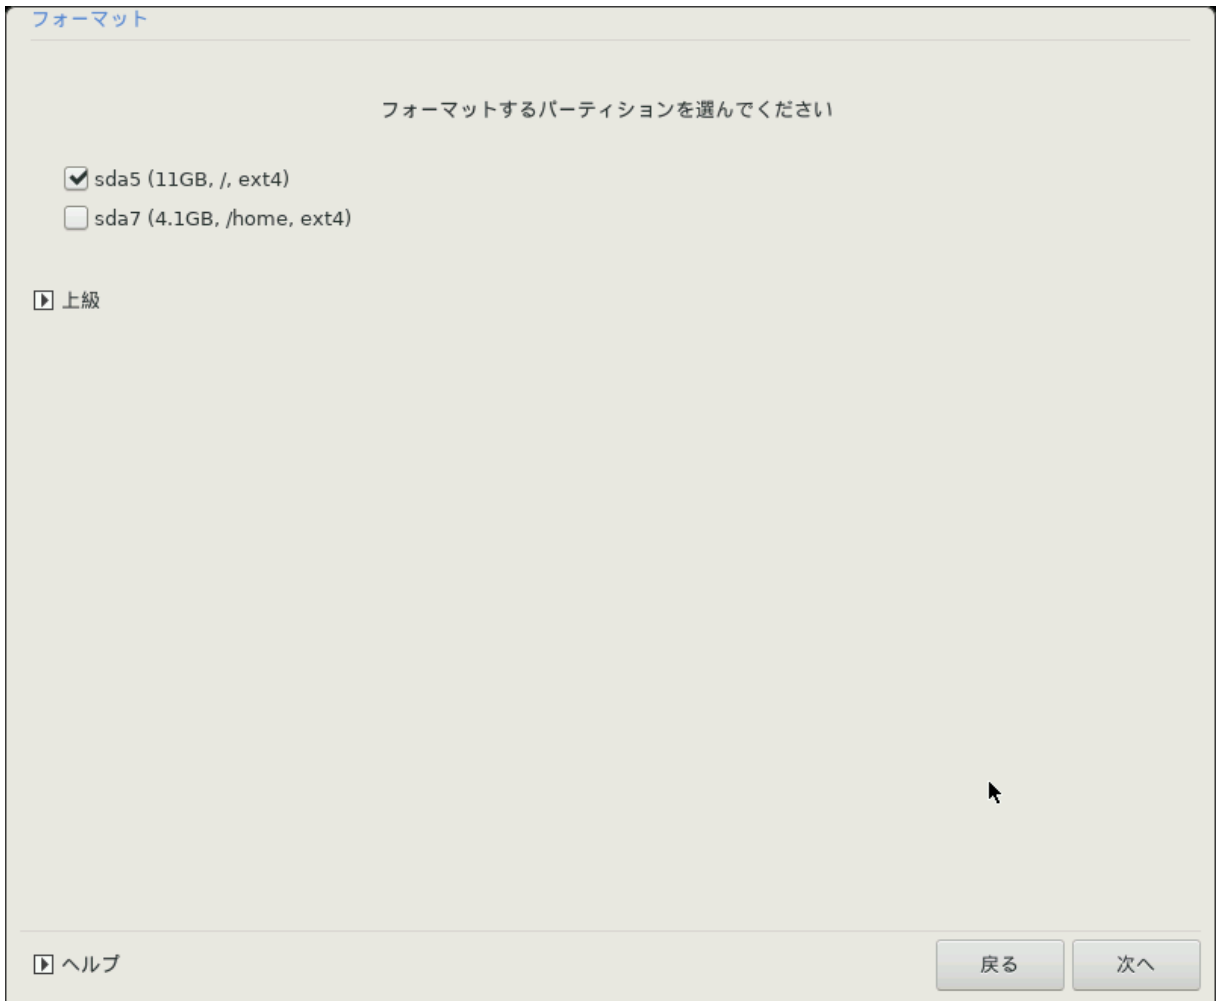 フォーマット
フォーマットするパーティションを選んでください
sda5 (11GB, /, ext4)
sda7 (4.1GB, /home, ext4)
上級
ヘルプ
戻る
次へ